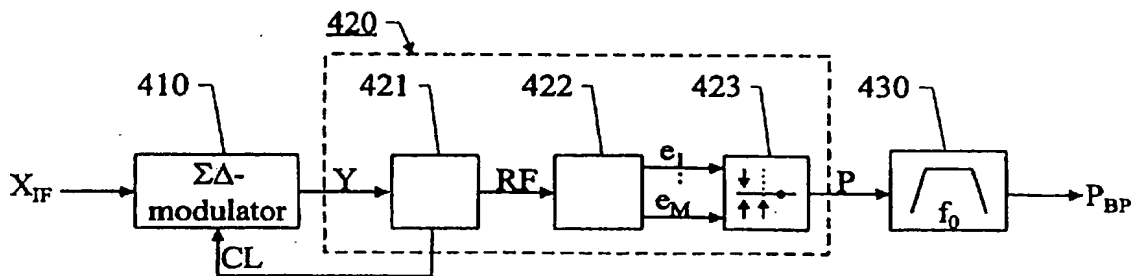 420
410
421
422
423
430
X_IF
ΣΔ-
modulator
Y
RF
e_1
e_M
P
f_0
P_BP
CL